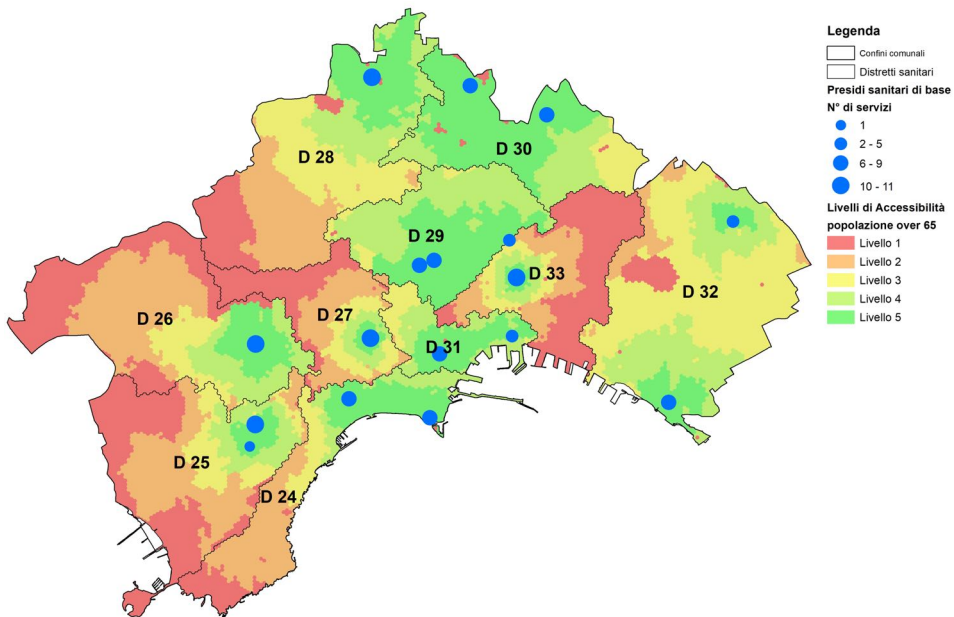 D 28
D 30
D 29
D 33
D 32
D 26
D 27
D 31
D 25
D 24
Legenda
Confini comunali
Distretti sanitari
Presidi sanitari di base
N° di servizi
1
2 - 5
6 - 9
10 - 11
Livelli di Accessibilità
popolazione over 65
Livello 1
Livello 2
Livello 3
Livello 4
Livello 5